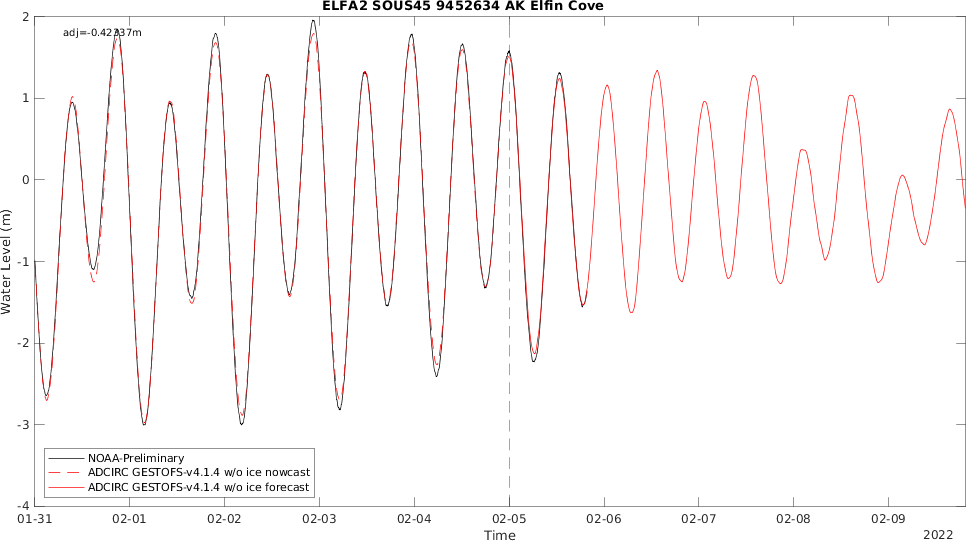 ELFA2 SOUS45 9452634 AK Elfin Cove
adj=-0.42337m
2
1
0
-1
-2
-3
-4
Water Level (m)
NOAA-Preliminary
ADCIRC GESTOFS-v4.1.4 w/o ice nowcast
ADCIRC GESTOFS-v4.1.4 w/o ice forecast
01-31 02-01 02-02 02-03 02-04 02-05 02-06 02-07 02-08 02-09
Time
2022